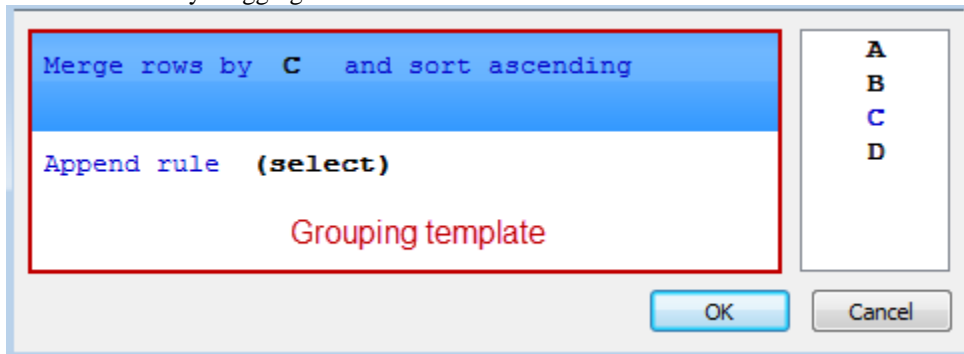 Merge rows by C and sort ascending
Append rule (select)
Grouping template
A
B
C
D
OK
Cancel